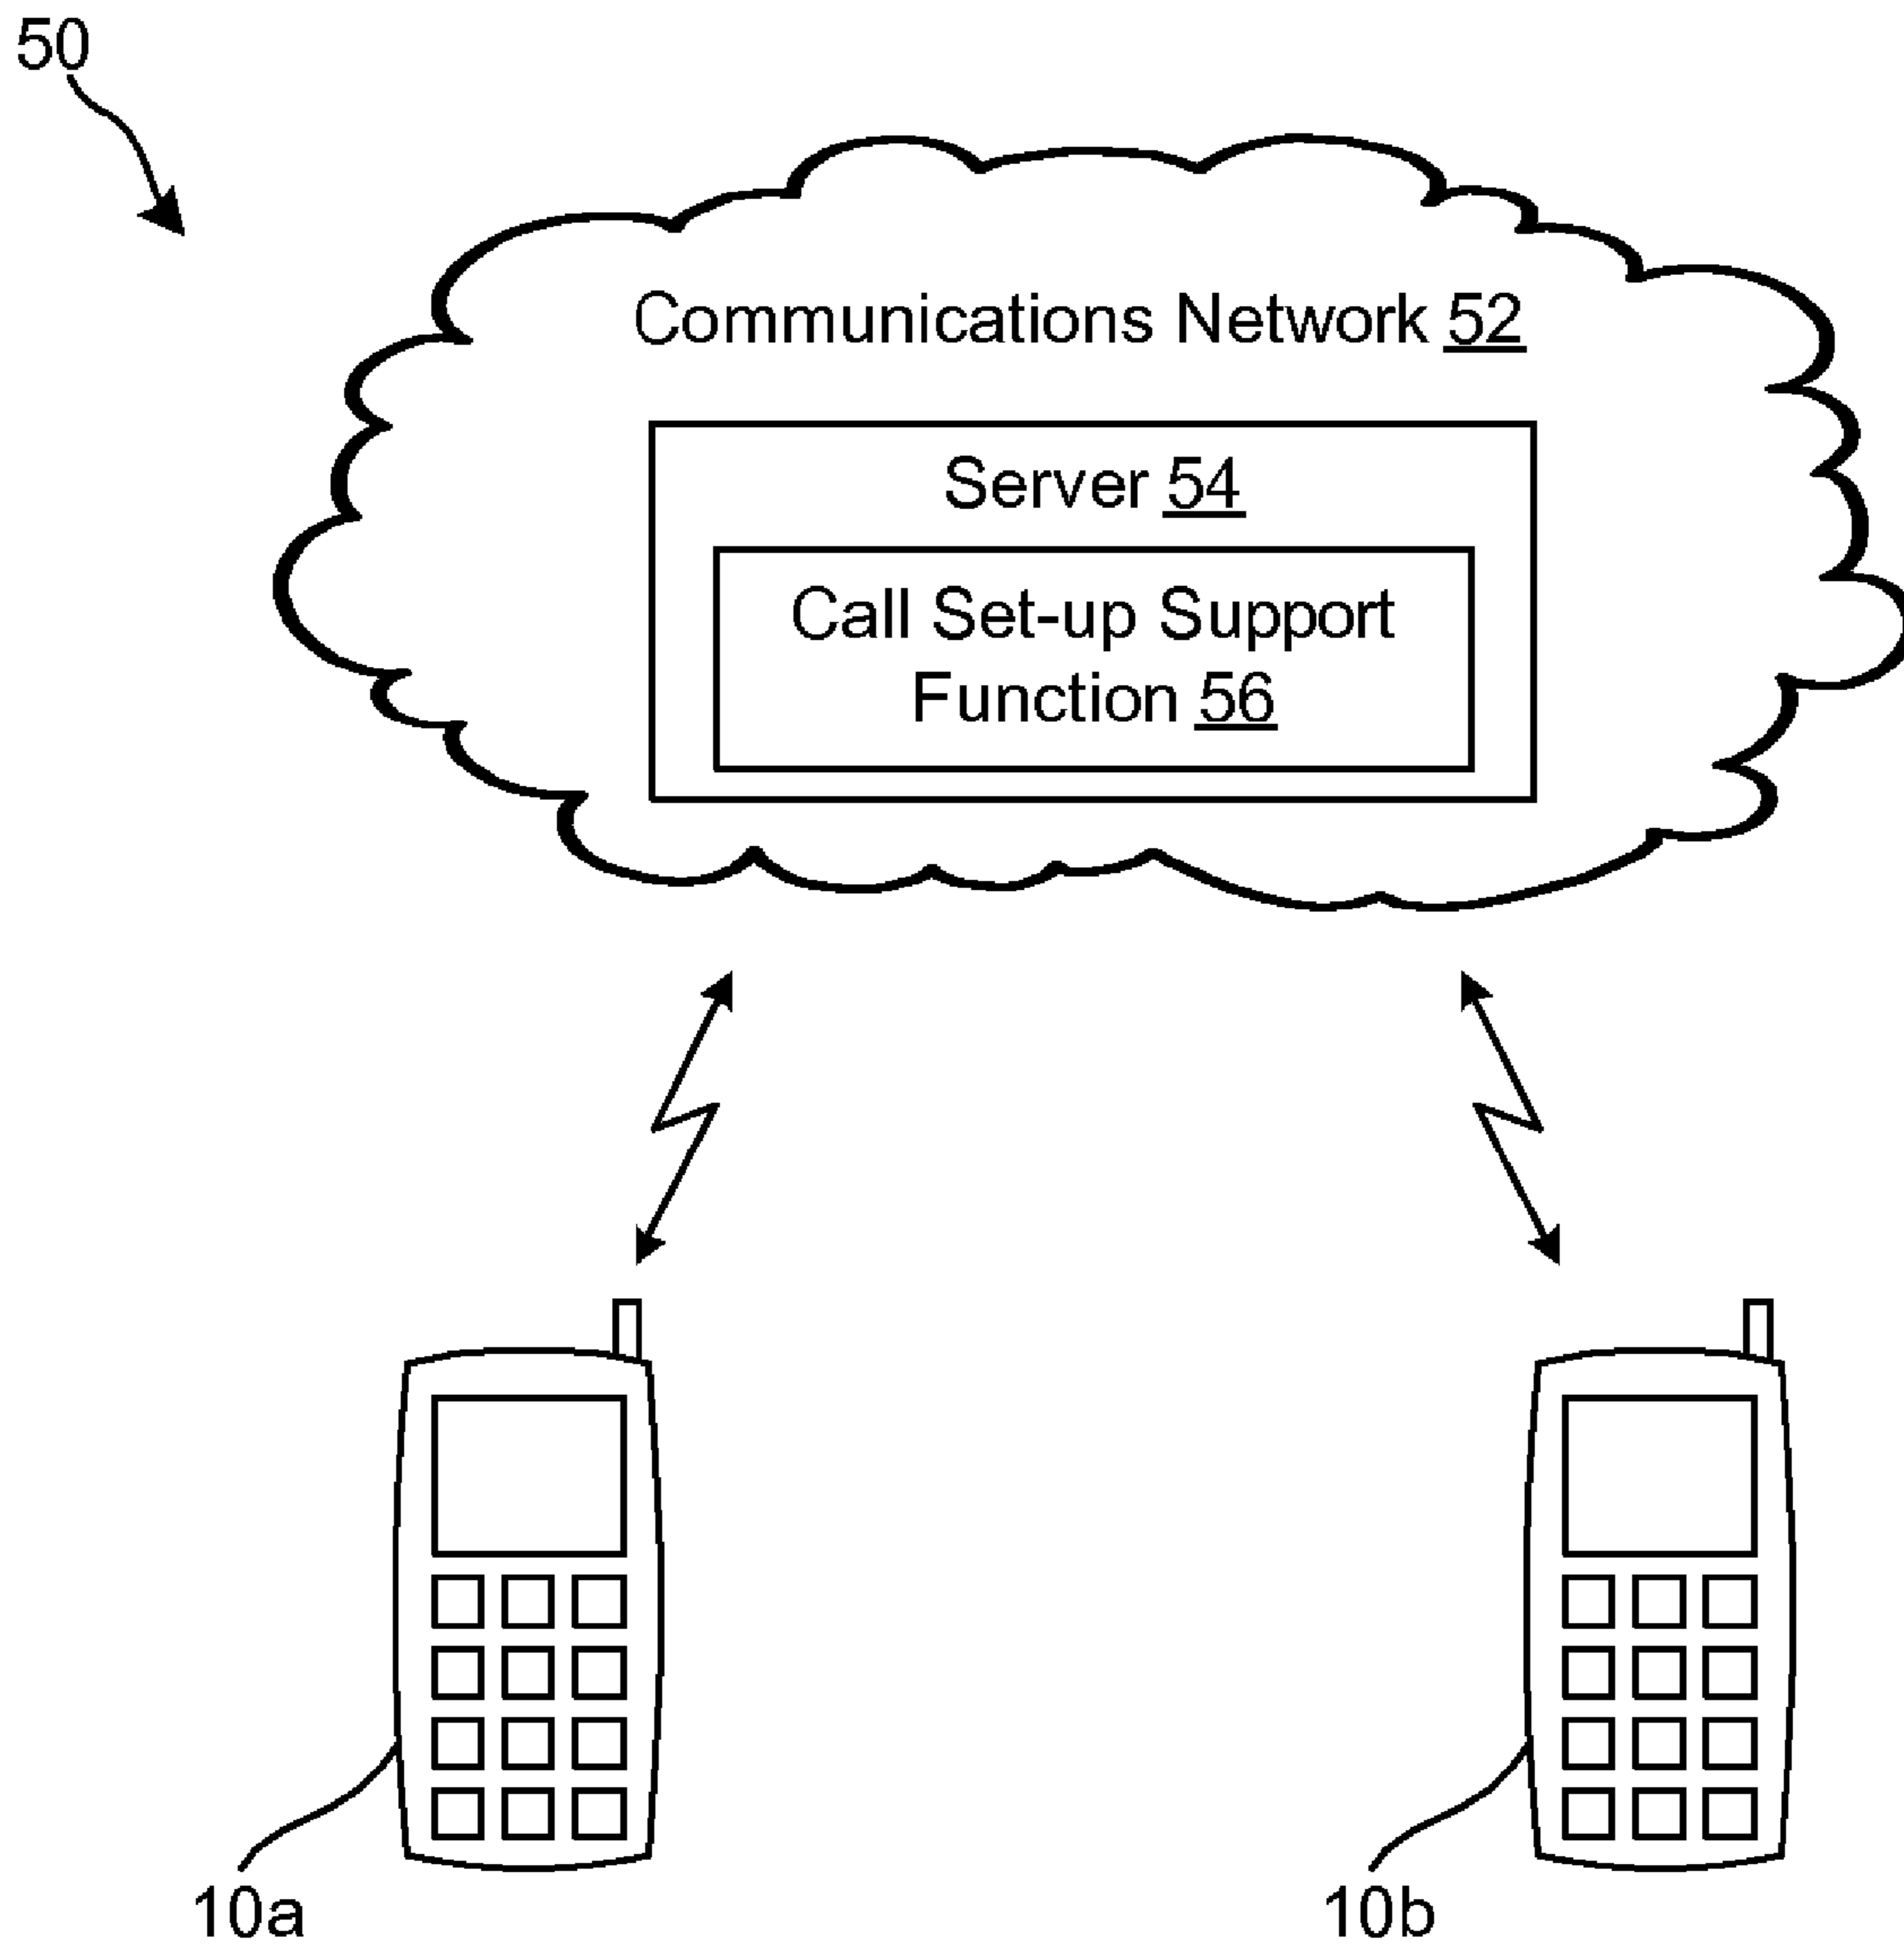 50
Communications Network 52
Server 54
Call Set-up Support
Function 56
10a
10b